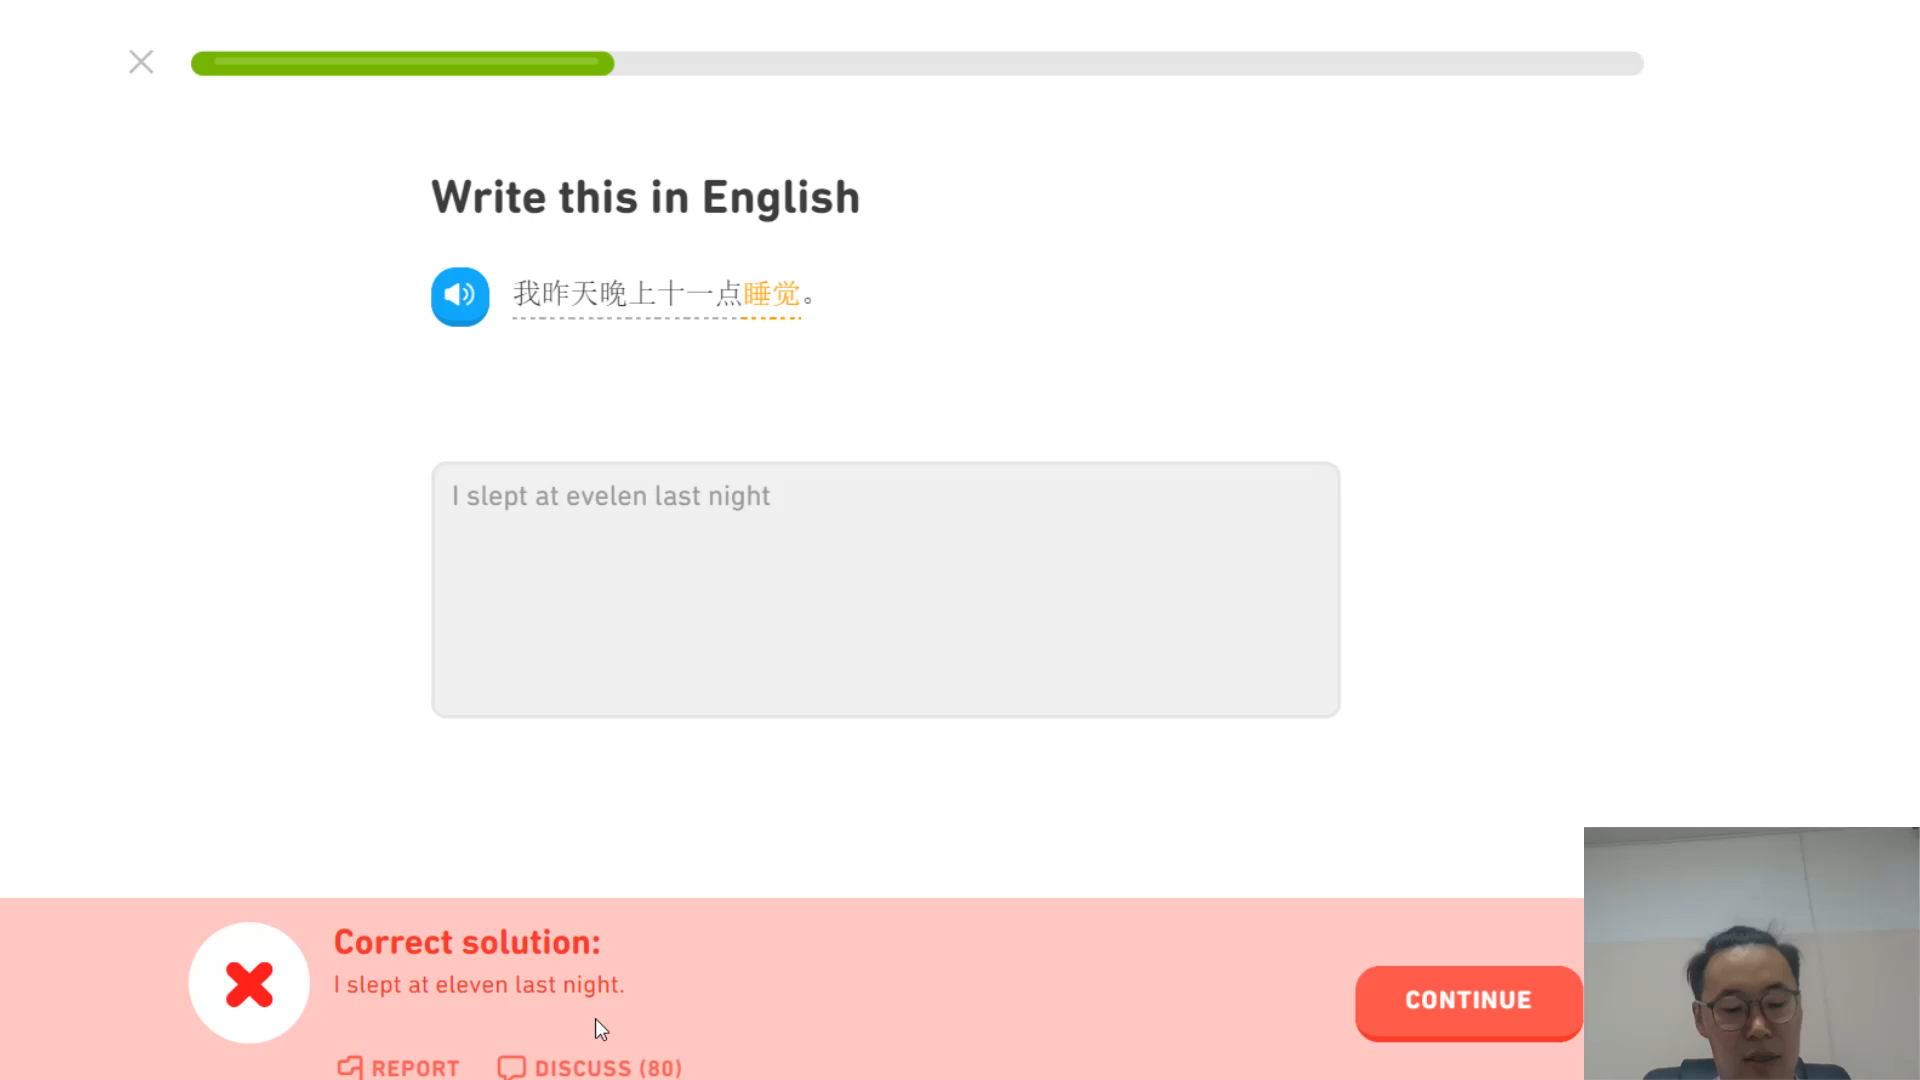 Write this in English
我昨天晚上十一点睡觉。
I slept at evelen last night
Correct solution:
I slept at eleven last night.
CONTINUE
REPORT
DISCUSS (80)